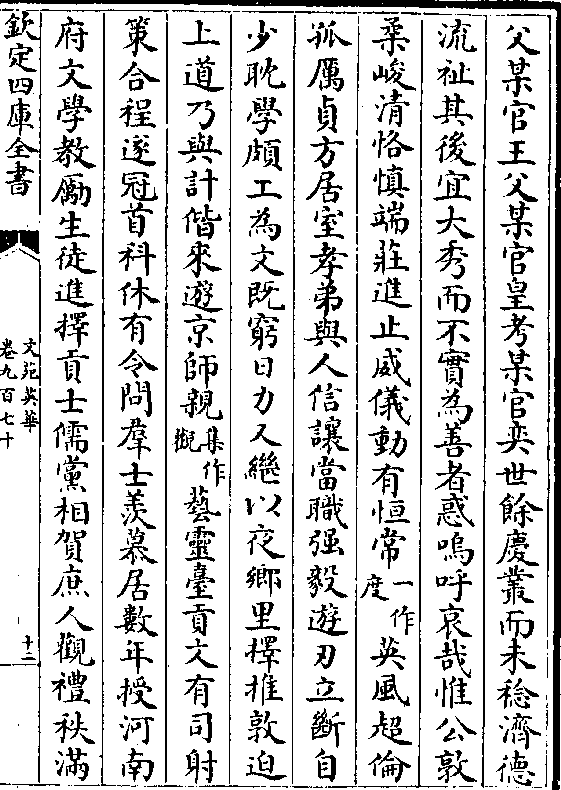 父某官王父某官皇考某官奕世餘慶叢而未稔濟德
流祉其後宜大秀而不實為善者惑嗚呼哀哉惟公敦
柔峻清恪慎端莊進止威儀動有恒常一作度英風超倫
孤厲貞方居室孝弟與人信讓當職强毅遊刃立斷自
少耽學頗工為文既窮日力又繼以夜鄉里擇推敦迫
上道乃與計偕來遊京師親集作觀藝靈臺貢文有司射
策合程遂冠首科休有令問羣士羨慕居數年授河南
府文學教勵生徒進擇貢士儒黨相賀庶人觀禮秩滿
欽定四庫全書
文苑英華
卷九百七十
十二